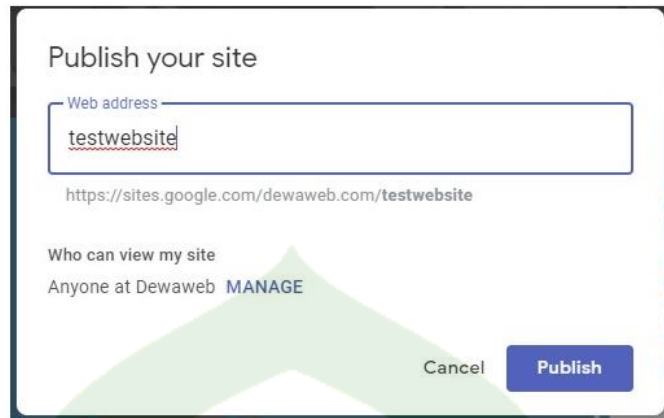 Publish your site
Web address
testwebsite
https://sites.google.com/dewaweb.com/testwebsite
Who can view my site
Anyone at Dewaweb MANAGE
Cancel Publish